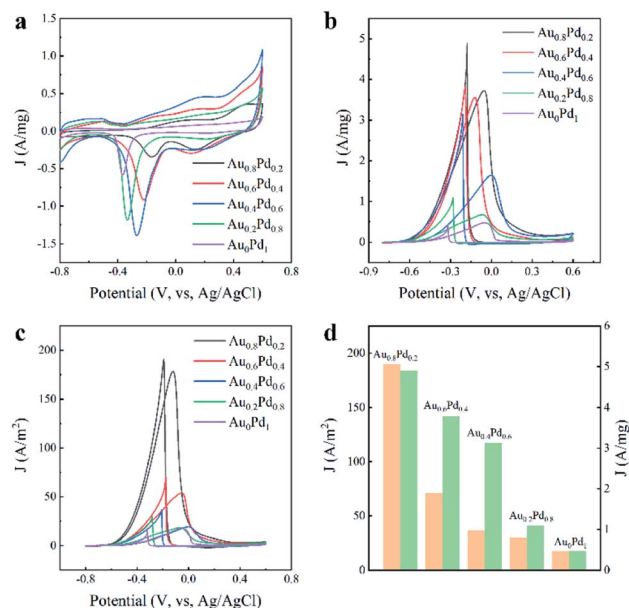 a
1.5
1.0
0.5
0.0
-0.5
-1.0
-1.5
J (A/mg)
-0.8
-0.4
0.0
0.4
0.8
Potential (V, vs, Ag/AgCl)
Au0.8Pd0.2
Au0.6Pd0.4
Au0.4Pd0.6
Au0.2Pd0.8
Au0Pd1
b
5
4
3
2
1
0
J (A/mg)
-0.9
-0.6
-0.3
0.0
0.3
0.6
Potential (V, vs, Ag/AgCl)
Au0.8Pd0.2
Au0.6Pd0.4
Au0.4Pd0.6
Au0.2Pd0.8
Au0Pd1
c
200
150
100
50
0
J (A/m²)
-0.8
-0.4
0.0
0.4
0.8
Potential (V, vs, Ag/AgCl)
Au0.8Pd0.2
Au0.6Pd0.4
Au0.4Pd0.6
Au0.2Pd0.8
Au0Pd1
d
200
150
100
50
0
J (A/m²)
Au0.8Pd0.2
Au0.6Pd0.4
Au0.4Pd0.6
Au0.2Pd0.8
Au0Pd1
6
5
4
3
2
1
0
J (A/mg)